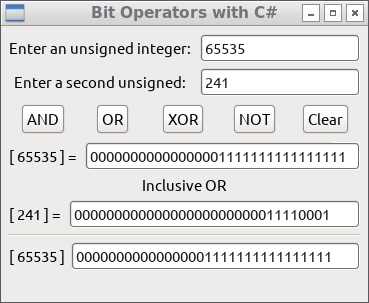 Bit Operators with C#
Enter an unsigned integer: 65535
Enter a second unsigned: 241
AND OR XOR NOT Clear
[ 65535 ] = 00000000000000001111111111111111
Inclusive OR
[ 241 ] = 00000000000000000000000011110001
[ 65535 ] 00000000000000001111111111111111